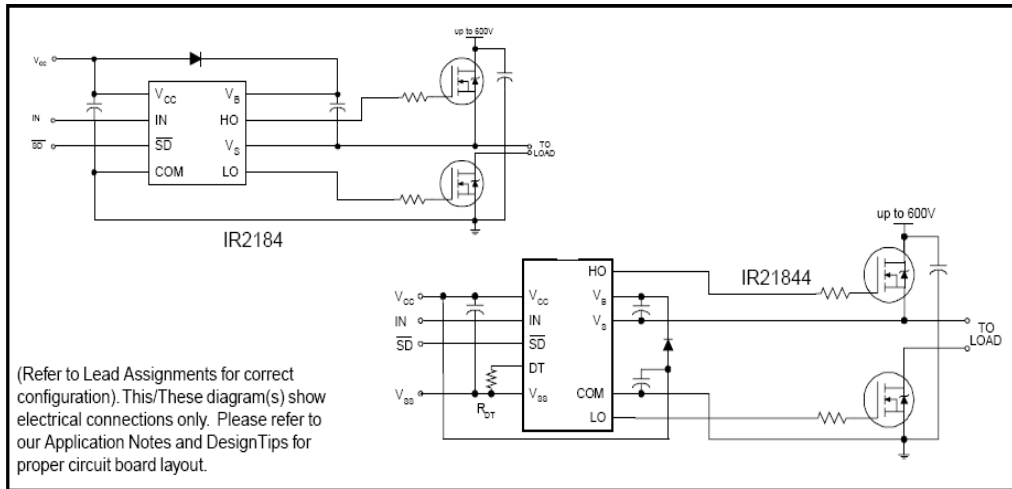 up to 600V
Vcc
VCC VB
IN IN HO
SD SD VS TO
LOAD
COM LO
IR2184
up to 600V
HO IR21844
VCC VCC VB
IN IN VS TO
LOAD
SD SD
DT
VSS VSS COM
RDT
LO
(Refer to Lead Assignments for correct
configuration). This/These diagram(s) show
electrical connections only. Please refer to
our Application Notes and DesignTips for
proper circuit board layout.